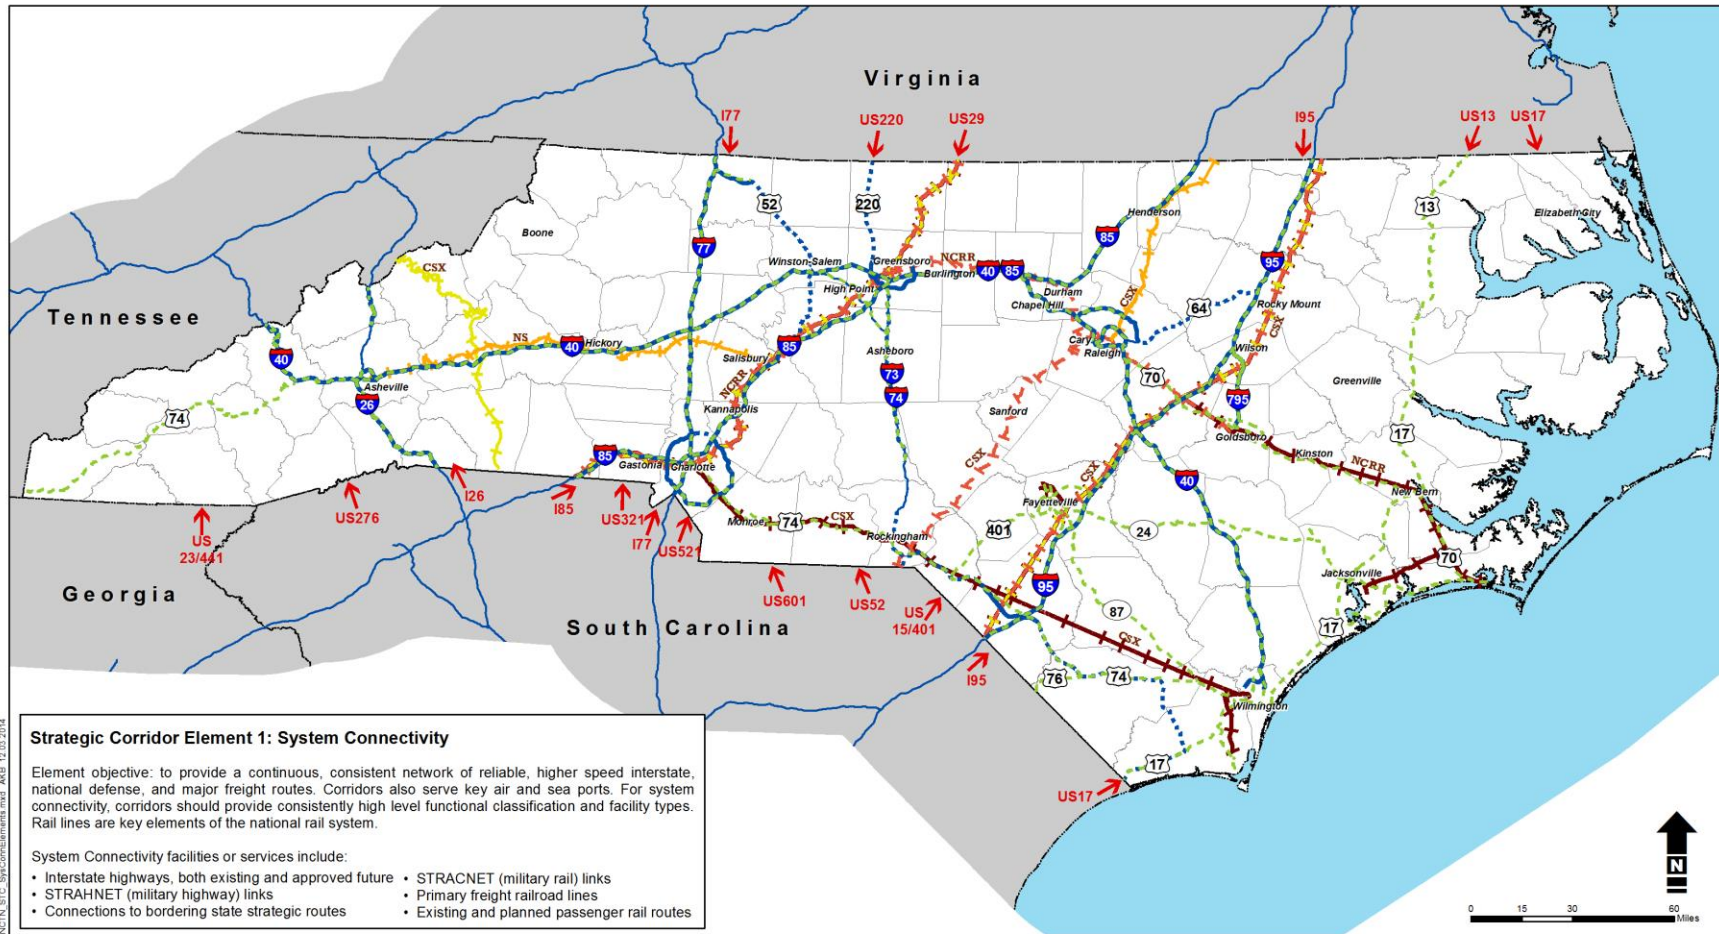 Virginia
I77
US220
US29
I95
US13
US17
52
220
13
Boone
Henderson
Elizabeth City
77
85
CSX
Winston-Salem
Greensboro
NCRR
40
85
95
Burlington
High Point
Durham
Chapel Hill
CSX
64
Rocky Mount
CSX
Tennessee
NS
40
Hickory
85
Salisbury
Asheboro
Cary
Raleigh
Wilson
40
Asheville
26
NCRR
73
74
70
Greenville
795
74
Kannapolis
Sanford
Goldsboro
17
85
Gastonia
Charlotte
CSX
CSX
Kinston
NCRR
I26
40
New Bern
US276
I85
US321
I77
US521
Monroe
74
CSX
Rockingham
Fayetteville
401
24
US
23/441
Georgia
95
Jacksonville
70
US601
US52
US
15/401
87
17
South Carolina
CSX
I95
76
74
Wilmington
17
US17
Strategic Corridor Element 1: System Connectivity
Element objective: to provide a continuous, consistent network of reliable, higher speed interstate,
national defense, and major freight routes. Corridors also serve key air and sea ports. For system
connectivity, corridors should provide consistently high level functional classification and facility types.
Rail lines are key elements of the national rail system.
System Connectivity facilities or services include:
• Interstate highways, both existing and approved future
• STRAHNET (military highway) links
• Connections to bordering state strategic routes
• STRACNET (military rail) links
• Primary freight railroad lines
• Existing and planned passenger rail routes
N
0 15 30 60
Miles